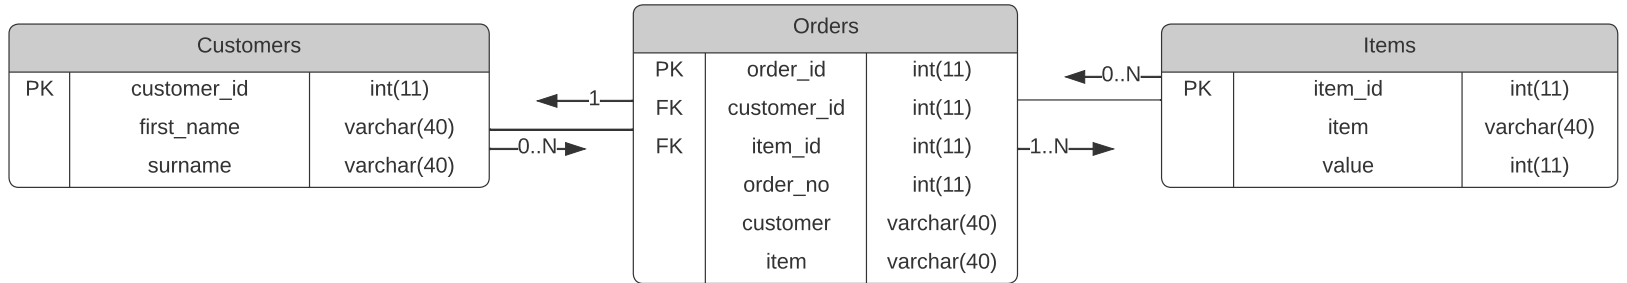 Customers
PK customer_id int(11)
first_name varchar(40)
surname varchar(40)
1
0..N
Orders
PK order_id int(11)
FK customer_id int(11)
FK item_id int(11)
order_no int(11)
customer varchar(40)
item varchar(40)
0..N
1..N
Items
PK item_id int(11)
item varchar(40)
value int(11)